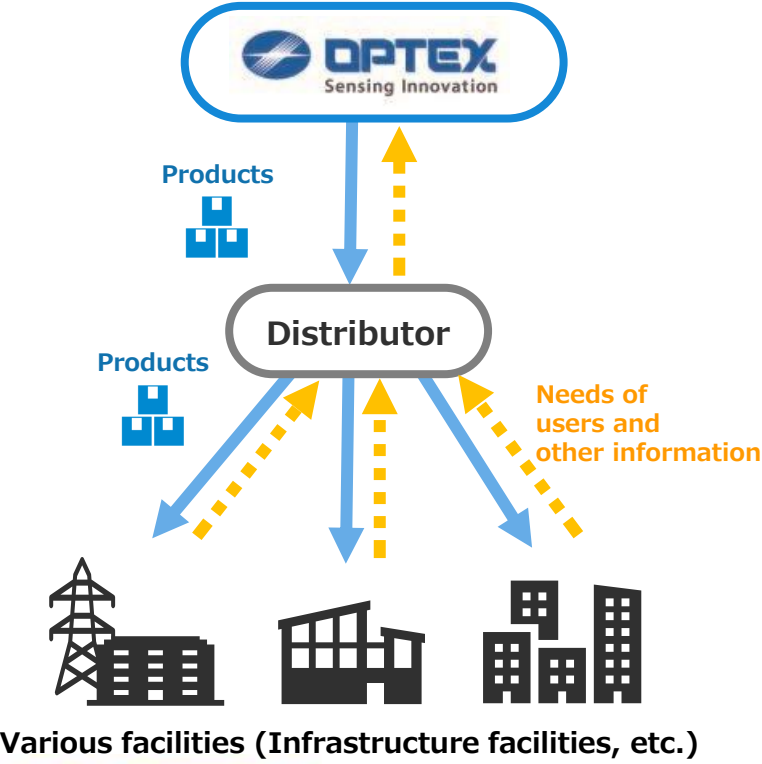 OPTEX
Sensing Innovation
Products
Distributor
Products
Needs of
users and
other information
Various facilities (Infrastructure facilities, etc.)